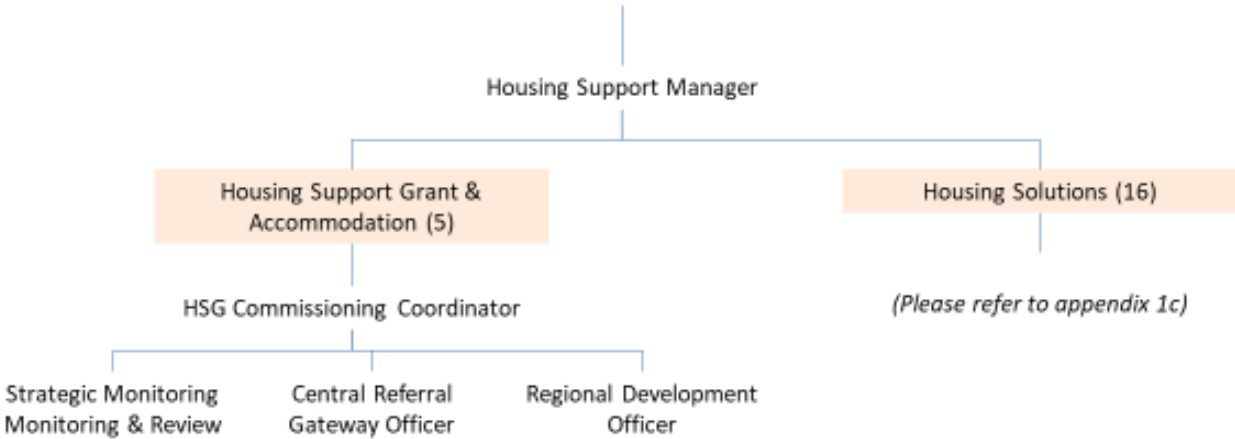 Housing Support Manager
Housing Support Grant &
Accommodation (5)
Housing Solutions (16)
HSG Commissioning Coordinator
(Please refer to appendix 1c)
Strategic Monitoring
Monitoring & Review
Central Referral
Gateway Officer
Regional Development
Officer